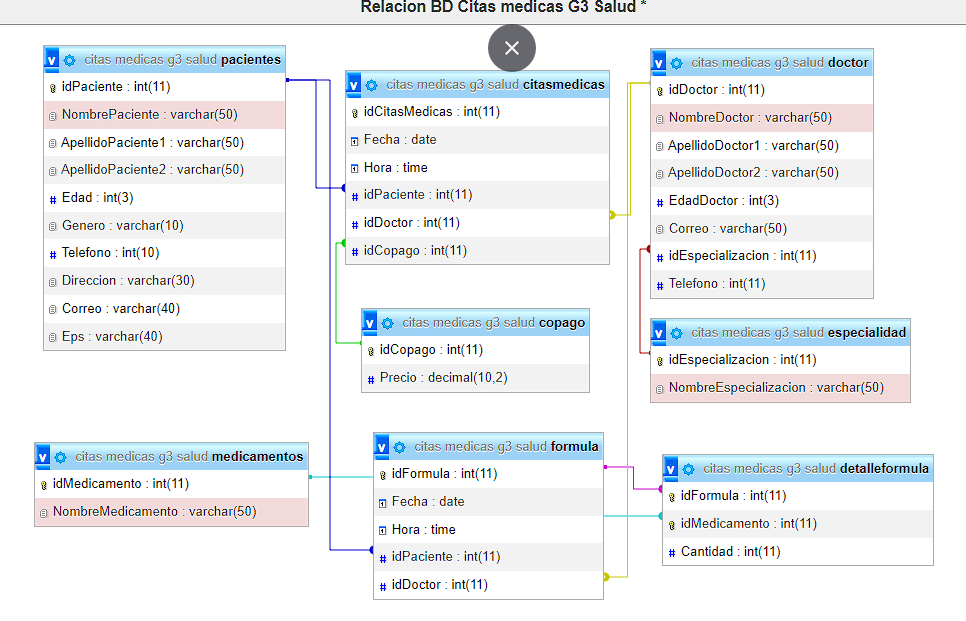 Relacion BD Citas medicas G3 Salud *
citas medicas g3 salud pacientes
idPaciente : int(11)
NombrePaciente : varchar(50)
ApellidoPaciente1 : varchar(50)
ApellidoPaciente2 : varchar(50)
Edad : int(3)
Genero : varchar(10)
Telefono : int(10)
Direccion : varchar(30)
Correo : varchar(40)
Eps : varchar(40)
citas medicas g3 salud citasmedicas
idCitasMedicas : int(11)
Fecha : date
Hora : time
idPaciente : int(11)
idDoctor : int(11)
idCopago : int(11)
citas medicas g3 salud doctor
idDoctor : int(11)
NombreDoctor : varchar(50)
ApellidoDoctor1 : varchar(50)
ApellidoDoctor2 : varchar(50)
EdadDoctor : int(3)
Correo : varchar(50)
idEspecializacion : int(11)
Telefono : int(11)
citas medicas g3 salud copago
idCopago : int(11)
Precio : decimal(10,2)
citas medicas g3 salud especialidad
idEspecializacion : int(11)
NombreEspecializacion : varchar(50)
citas medicas g3 salud medicamentos
idMedicamento : int(11)
NombreMedicamento : varchar(50)
citas medicas g3 salud formula
idFormula : int(11)
Fecha : date
Hora : time
idPaciente : int(11)
idDoctor : int(11)
citas medicas g3 salud detalleformula
idFormula : int(11)
idMedicamento : int(11)
Cantidad : int(11)